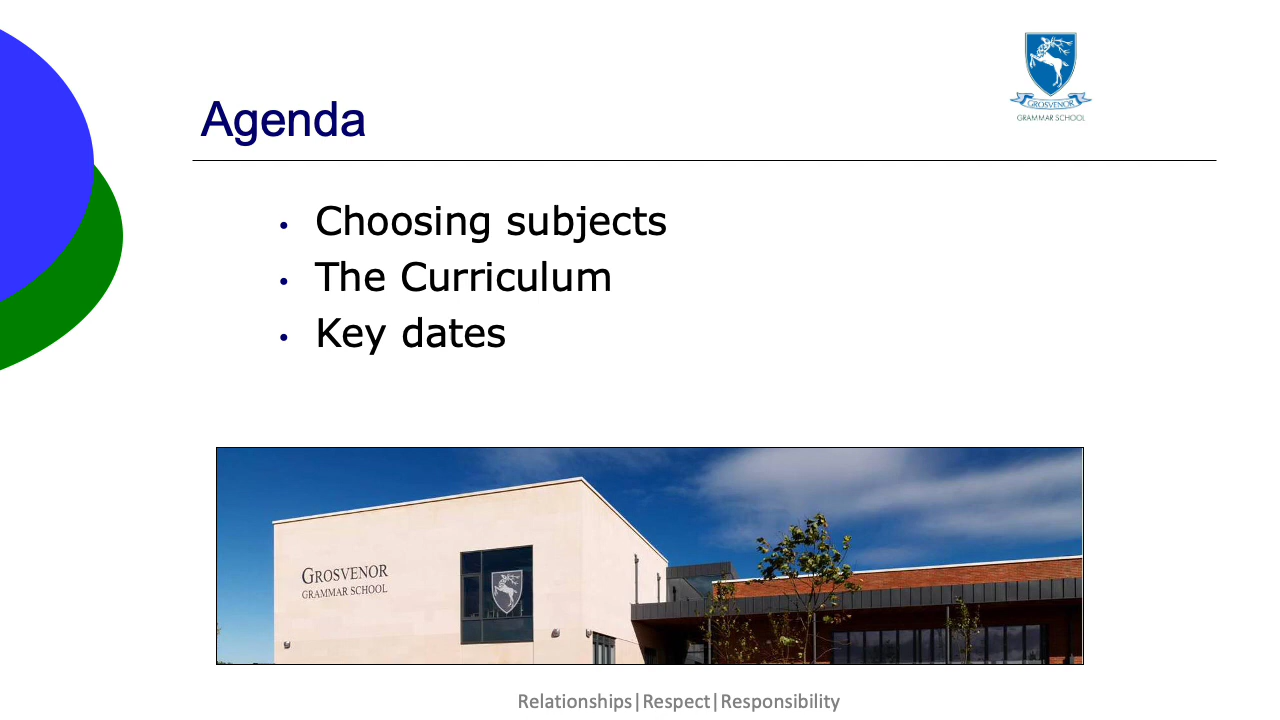 GROSVENOR
GRAMMAR SCHOOL
Agenda
• Choosing subjects
• The Curriculum
• Key dates
GROSVENOR
GRAMMAR SCHOOL
Relationships|Respect|Responsibility